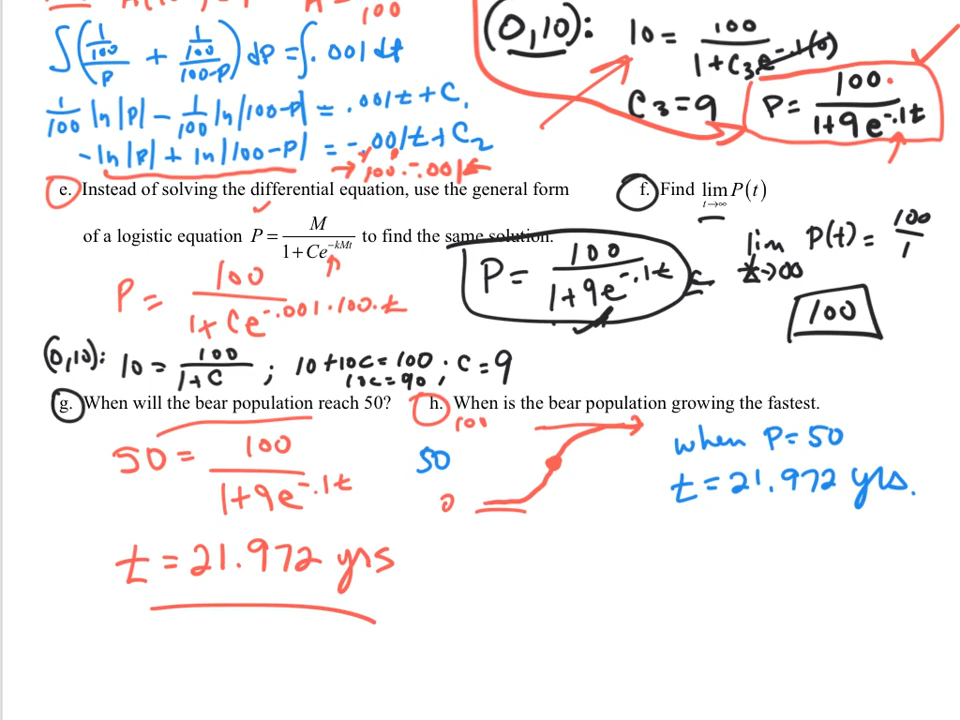 100
∫(1/100/P + 1/100/100-P) dP = ∫.001 dt
1/100 ln|P| - 1/100 ln|100-P| = .001t + C,
-ln|P| + ln|100-P| = -.001t + C₂
→ 100 · -.001t
(0,10): 10 = 100/1+C₃e^-.1(0)
C₃ = 9
P = 100/1+9e^-.1t
e. Instead of solving the differential equation, use the general form
of a logistic equation P = M/1+Ce^-kMt to find the same solution.
P = 100/1+Ce^-.001·100·t
P = 100/1+9e^-.1t
(0,10): 10 = 100/1+C ; 10+10C = 100 · C = 9
10C = 90,
f. Find lim t→∞ P(t)
lim t→∞ P(t) = 100/1
100
g. When will the bear population reach 50?
50 = 100/1+9e^-.1t
t = 21.972 yrs
h. When is the bear population growing the fastest.
100
50
0
when P = 50
t = 21.972 yrs.